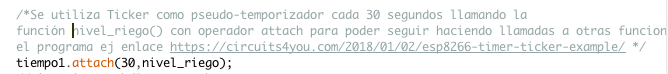 /*Se utiliza Ticker como pseudo-temporizador cada 30 segundos llamando la
función nivel_riego() con operador attach para poder seguir haciendo llamadas a otras funcion
el programa ej enlace https://circuits4you.com/2018/01/02/esp8266-timer-ticker-example/ */
tiempo1.attach(30,nivel_riego);